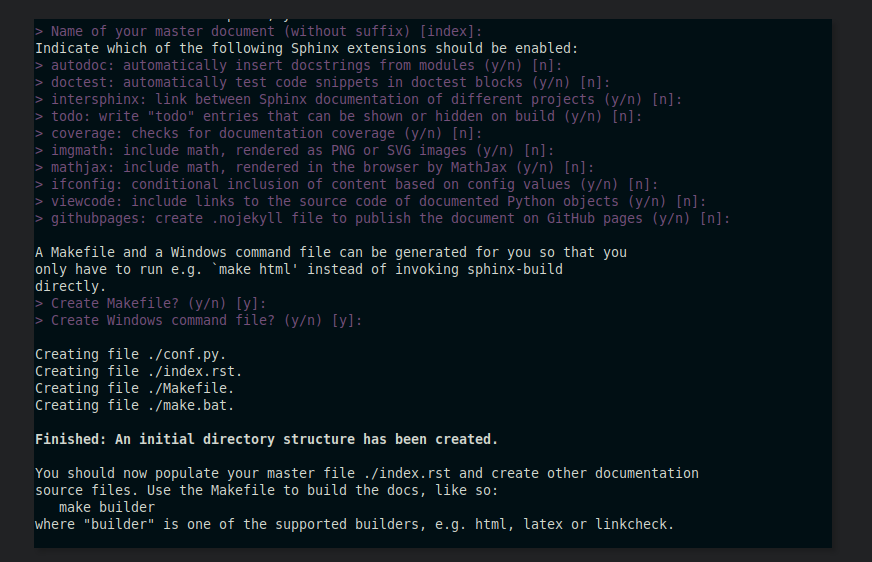 > Name of your master document (without suffix) [index]:
Indicate which of the following Sphinx extensions should be enabled:
> autodoc: automatically insert docstrings from modules (y/n) [n]:
> doctest: automatically test code snippets in doctest blocks (y/n) [n]:
> intersphinx: link between Sphinx documentation of different projects (y/n) [n]:
> todo: write "todo" entries that can be shown or hidden on build (y/n) [n]:
> coverage: checks for documentation coverage (y/n) [n]:
> imgmath: include math, rendered as PNG or SVG images (y/n) [n]:
> mathjax: include math, rendered in the browser by MathJax (y/n) [n]:
> ifconfig: conditional inclusion of content based on config values (y/n) [n]:
> viewcode: include links to the source code of documented Python objects (y/n) [n]:
> githubpages: create .nojekyll file to publish the document on GitHub pages (y/n) [n]:
A Makefile and a Windows command file can be generated for you so that you
only have to run e.g. `make html' instead of invoking sphinx-build
directly.
> Create Makefile? (y/n) [y]:
> Create Windows command file? (y/n) [y]:
Creating file ./conf.py.
Creating file ./index.rst.
Creating file ./Makefile.
Creating file ./make.bat.
Finished: An initial directory structure has been created.
You should now populate your master file ./index.rst and create other documentation
source files. Use the Makefile to build the docs, like so:
make builder
where "builder" is one of the supported builders, e.g. html, latex or linkcheck.